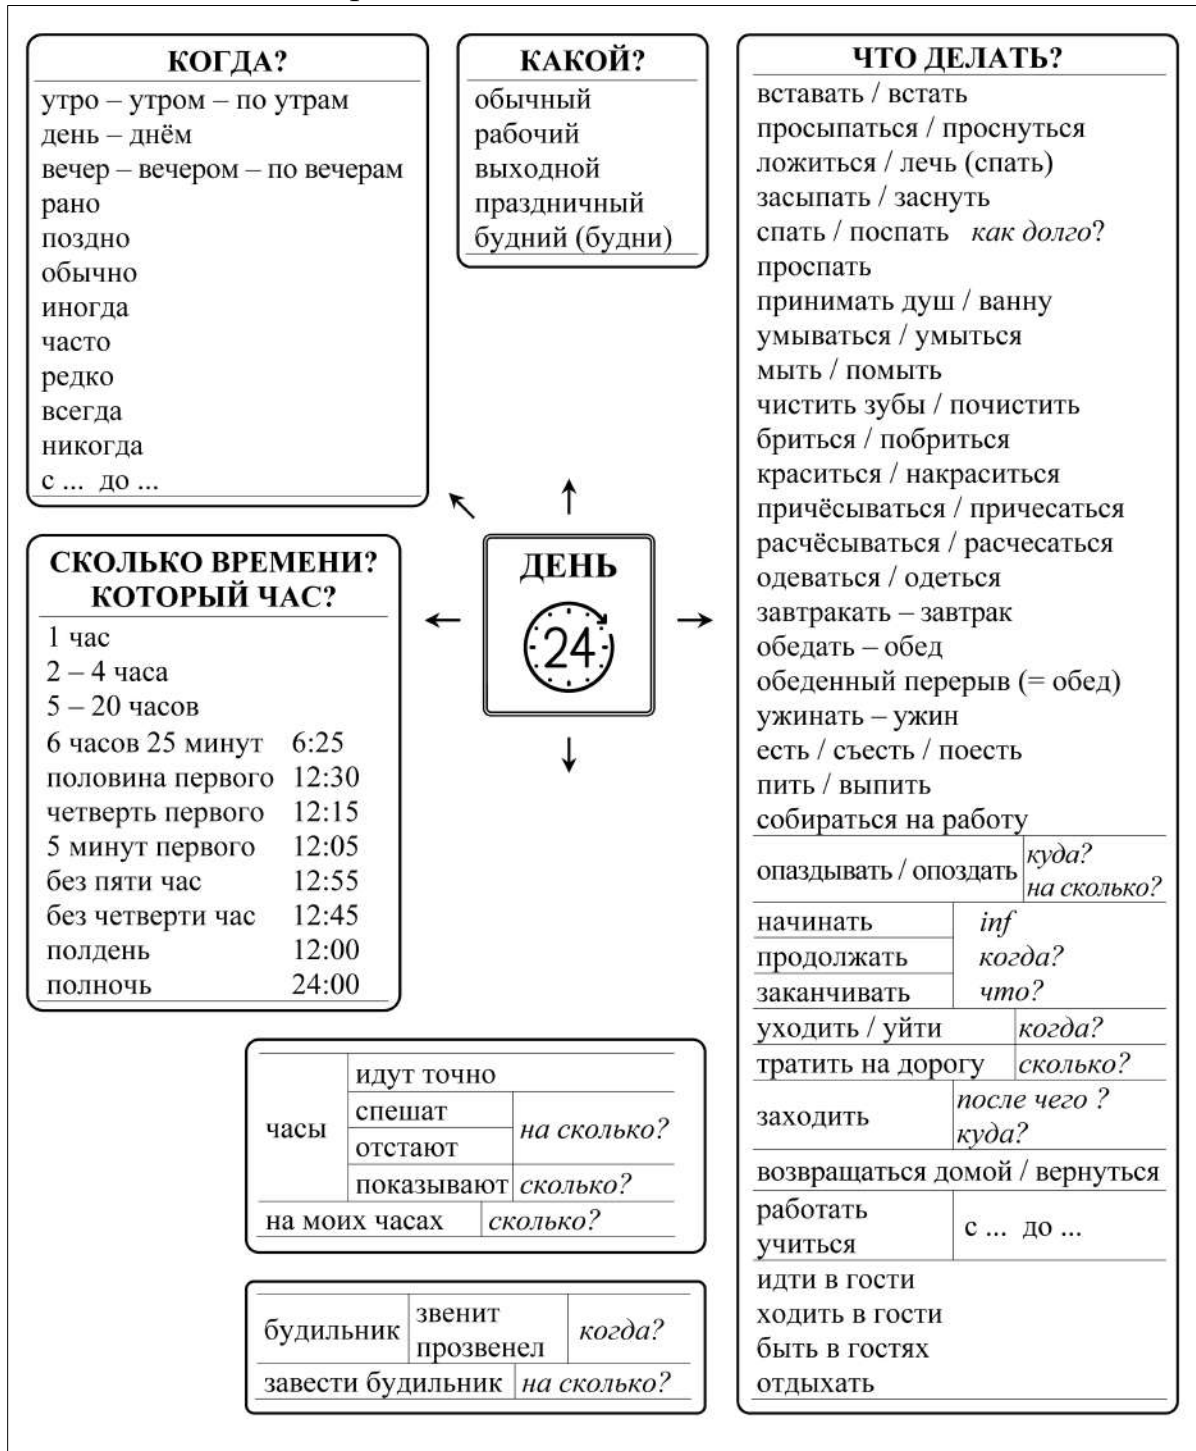 КОГДА?
утро – утром – по утрам
день – днём
вечер – вечером – по вечерам
рано
поздно
обычно
иногда
часто
редко
всегда
никогда
с ... до ...
КАКОЙ?
обычный
рабочий
выходной
праздничный
будний (будни)
ЧТО ДЕЛАТЬ?
вставать / встать
просыпаться / проснуться
ложиться / лечь (спать)
засыпать / заснуть
спать / поспать как долго?
проспать
принимать душ / ванну
умываться / умыться
мыть / помыть
чистить зубы / почистить
бриться / побриться
краситься / накраситься
причёсываться / причесаться
расчёсываться / расчесаться
одеваться / одеться
завтракать – завтрак
обедать – обед
обеденный перерыв (= обед)
ужинать – ужин
есть / съесть / поесть
пить / выпить
собираться на работу
опаздывать / опоздать куда?
на сколько?
начинать inf
продолжать когда?
заканчивать что?
уходить / уйти когда?
тратить на дорогу сколько?
заходить после чего ?
куда?
возвращаться домой / вернуться
работать
учиться
с ... до ...
идти в гости
ходить в гости
быть в гостях
отдыхать
СКОЛЬКО ВРЕМЕНИ?
КОТОРЫЙ ЧАС?
1 час
2 – 4 часа
5 – 20 часов
6 часов 25 минут 6:25
половина первого 12:30
четверть первого 12:15
5 минут первого 12:05
без пяти час 12:55
без четверти час 12:45
полдень 12:00
полночь 24:00
ДЕНЬ
24
часы
идут точно
спешат
отстают
на сколько?
показывают сколько?
на моих часах сколько?
будильник
звенит
прозвенел
когда?
завести будильник на сколько?